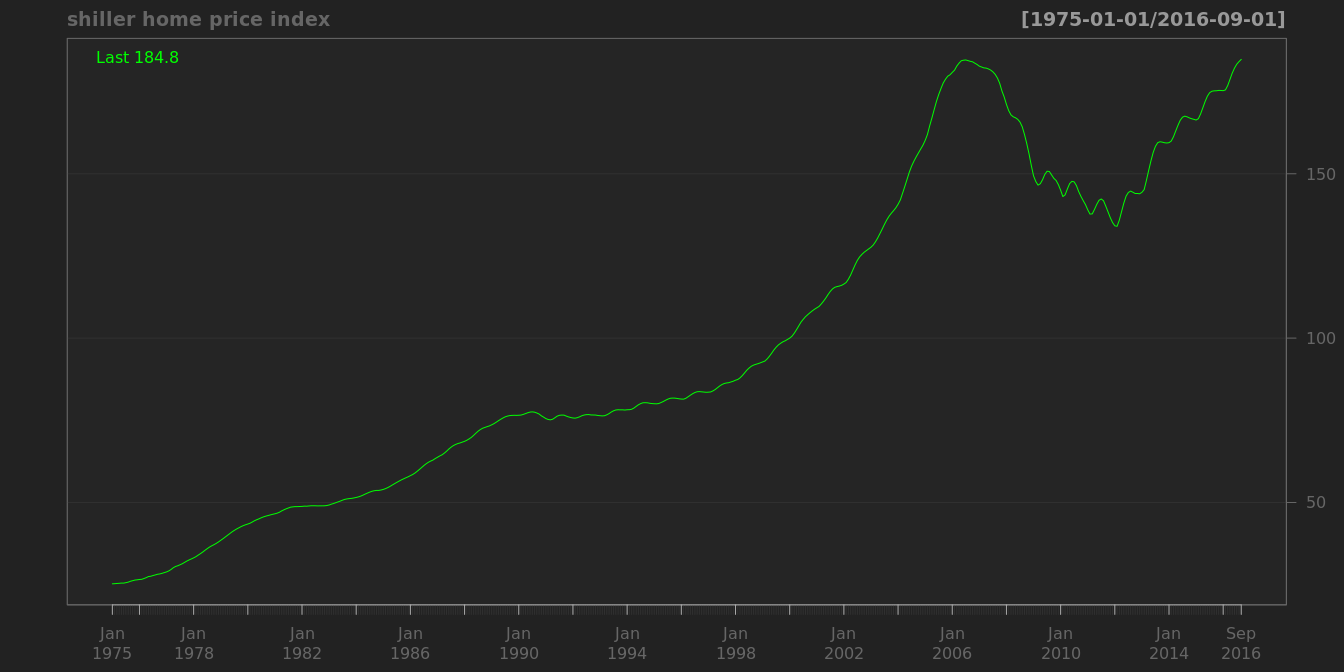 shiller home price index
[1975-01-01/2016-09-01]
Last 184.8
150
100
50
Jan Jan Jan Jan Jan Jan Jan Jan Jan Jan Jan Sep
1975 1978 1982 1986 1990 1994 1998 2002 2006 2010 2014 2016